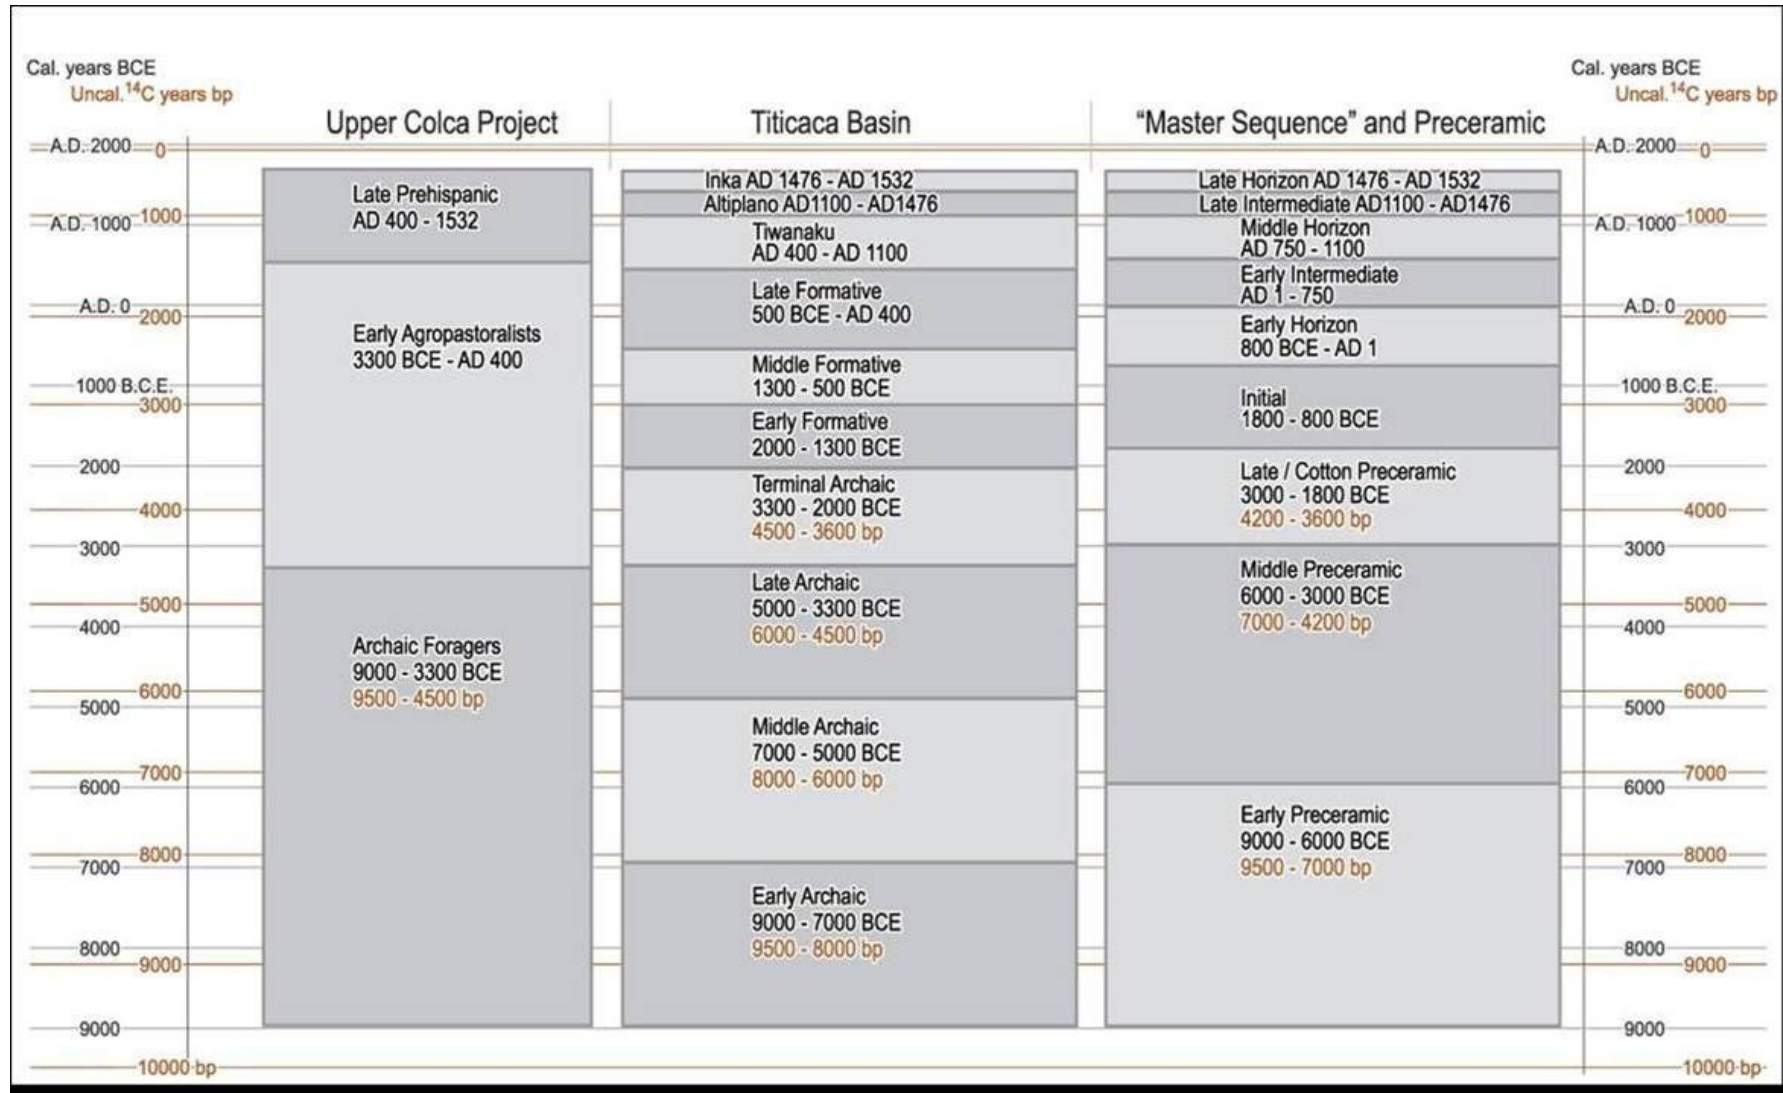 Cal. years BCE
Uncal.¹⁴C years bp
Cal. years BCE
Uncal.¹⁴C years bp
Upper Colca Project
Titicaca Basin
“Master Sequence” and Preceramic
A.D. 2000
0
A.D. 1000
1000
A.D. 0
2000
1000 B.C.E.
3000
2000
4000
3000
5000
4000
6000
5000
7000
6000
8000
7000
8000
9000
9000
10000 bp
Late Prehispanic
AD 400 - 1532
Early Agropastoralists
3300 BCE - AD 400
Archaic Foragers
9000 - 3300 BCE
9500 - 4500 bp
Inka AD 1476 - AD 1532
Altiplano AD1100 - AD1476
Tiwanaku
AD 400 - AD 1100
Late Formative
500 BCE - AD 400
Middle Formative
1300 - 500 BCE
Early Formative
2000 - 1300 BCE
Terminal Archaic
3300 - 2000 BCE
4500 - 3600 bp
Late Archaic
5000 - 3300 BCE
6000 - 4500 bp
Middle Archaic
7000 - 5000 BCE
8000 - 6000 bp
Early Archaic
9000 - 7000 BCE
9500 - 8000 bp
Late Horizon AD 1476 - AD 1532
Late Intermediate AD1100 - AD1476
Middle Horizon
AD 750 - 1100
Early Intermediate
AD 1 - 750
Early Horizon
800 BCE - AD 1
Initial
1800 - 800 BCE
Late / Cotton Preceramic
3000 - 1800 BCE
4200 - 3600 bp
Middle Preceramic
6000 - 3000 BCE
7000 - 4200 bp
Early Preceramic
9000 - 6000 BCE
9500 - 7000 bp
A.D. 2000
0
A.D. 1000
1000
A.D. 0
2000
1000 B.C.E.
3000
2000
4000
3000
5000
4000
6000
5000
7000
6000
8000
7000
8000
9000
9000
10000 bp